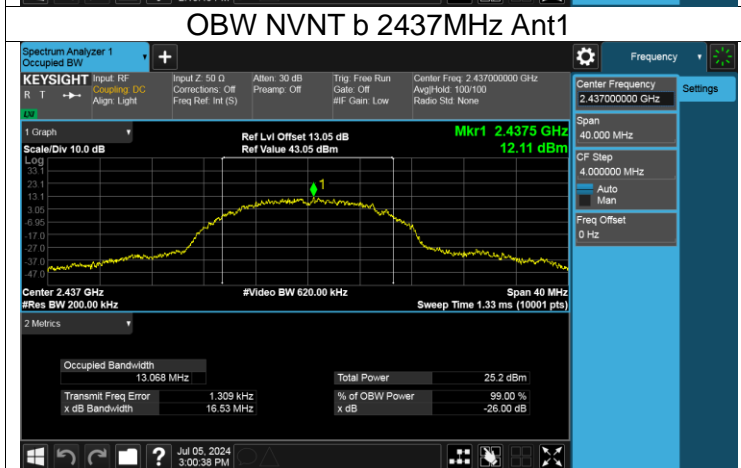 OBW NVNT b 2437MHz Ant1
Spectrum Analyzer 1
Occupied BW
+
Frequency
KEYSIGHT
R T
Input: RF
Coupling: DC
Align: Light
Input Z: 50 Ω
Corrections: Off
Freq Ref: Int (S)
Atten: 30 dB
Preamp: Off
Trig: Free Run
Gate: Off
#IF Gain: Low
Center Freq: 2.437000000 GHz
Avg|Hold: 100/100
Radio Std: None
Center Frequency
2.437000000 GHz
Settings
Span
40.000 MHz
CF Step
4.000000 MHz
Auto
Man
Freq Offset
0 Hz
1 Graph
Scale/Div 10.0 dB
Ref Lvl Offset 13.05 dB
Ref Value 43.05 dBm
Mkr1 2.4375 GHz
12.11 dBm
Log
33.1
23.1
13.1
3.05
-6.95
-17.0
-27.0
-37.0
-47.0
1
Center 2.437 GHz
#Res BW 200.00 kHz
#Video BW 620.00 kHz
Span 40 MHz
Sweep Time 1.33 ms (10001 pts)
2 Metrics
Occupied Bandwidth
13.068 MHz
Total Power 25.2 dBm
Transmit Freq Error 1.309 kHz
% of OBW Power 99.00 %
x dB Bandwidth 16.53 MHz
x dB -26.00 dB
?
Jul 05, 2024
3:00:38 PM